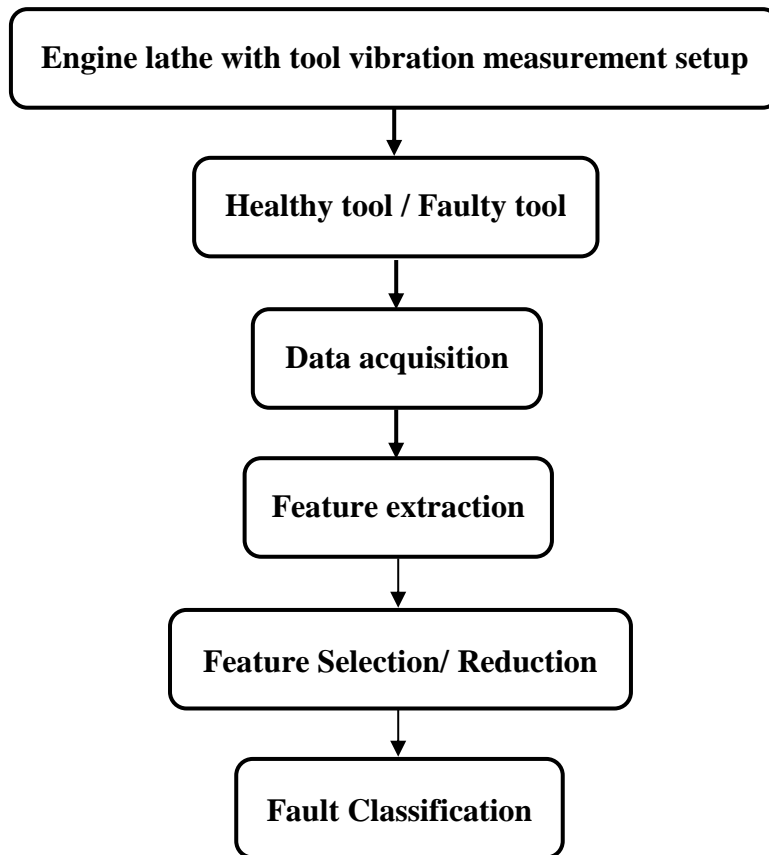 Engine lathe with tool vibration measurement setup
Healthy tool / Faulty tool
Data acquisition
Feature extraction
Feature Selection/ Reduction
Fault Classification